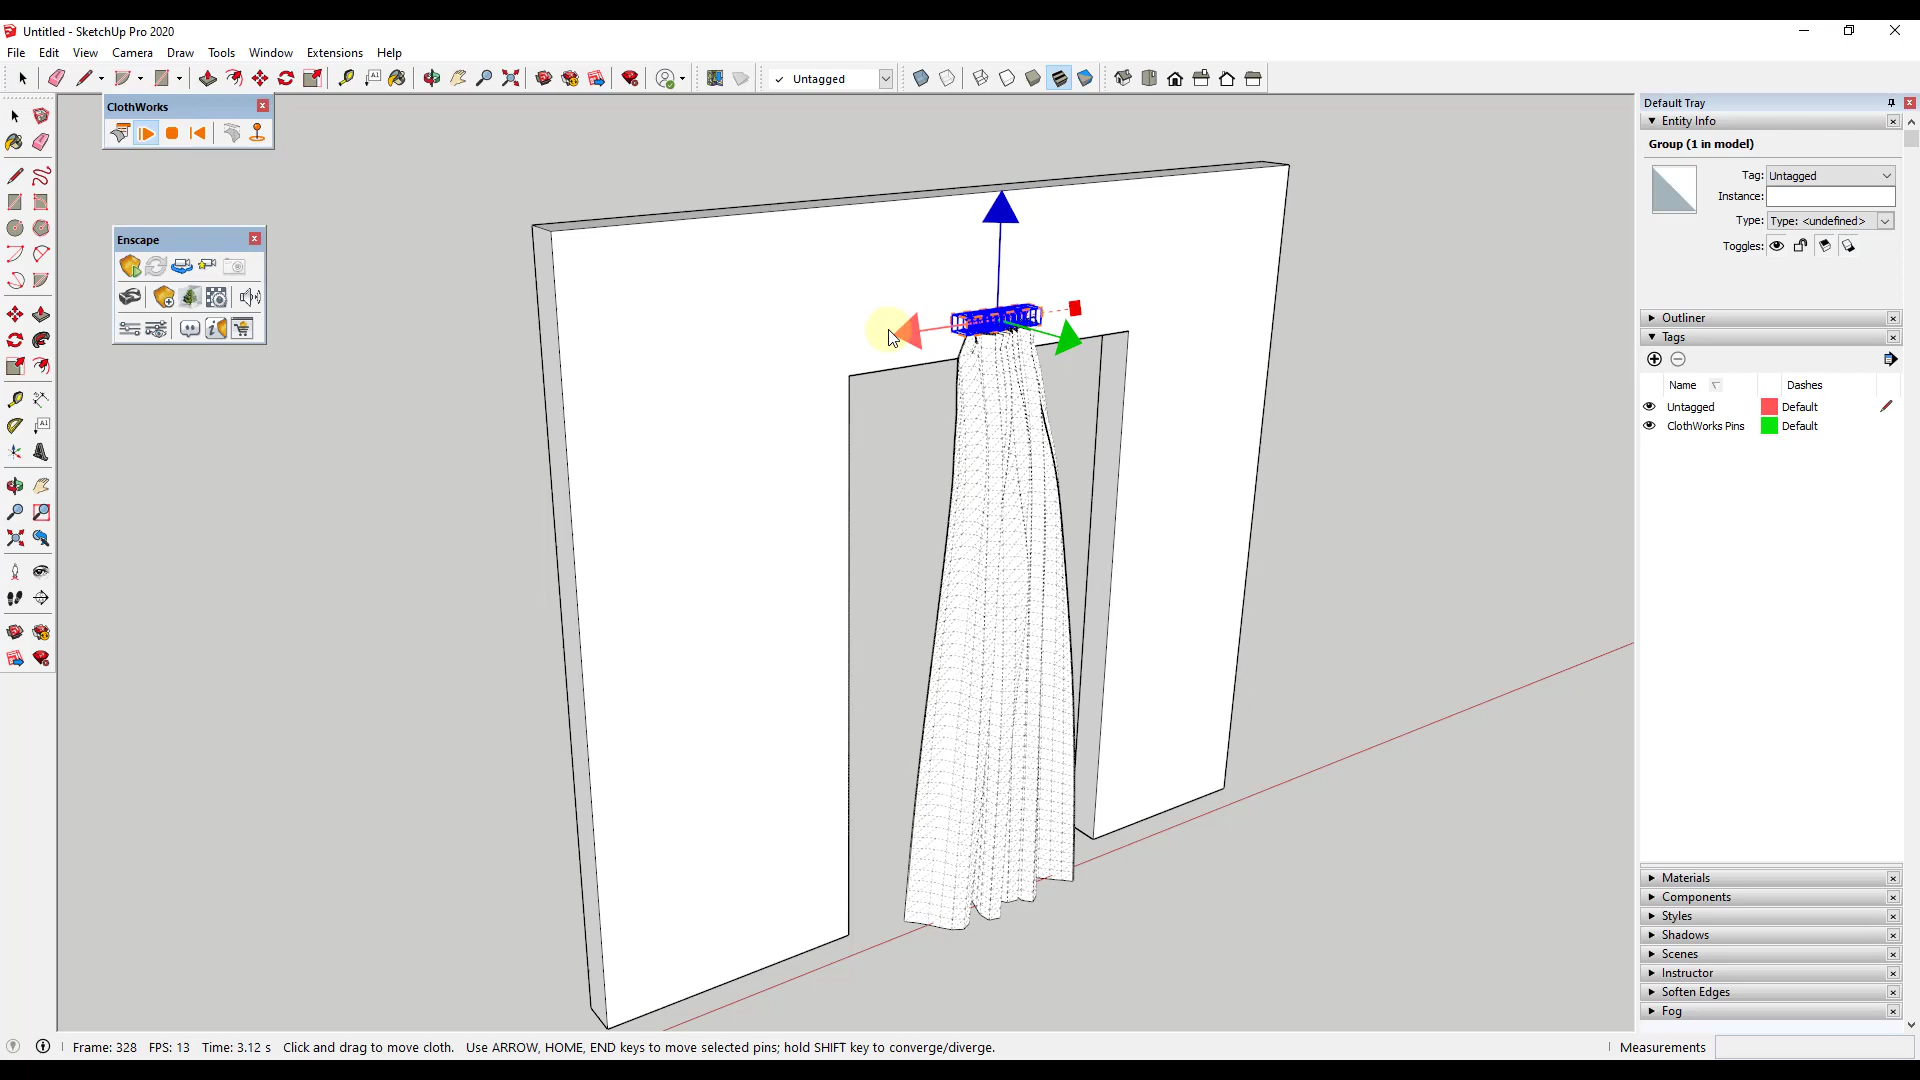 Untitled - SketchUp Pro 2020
File Edit View Camera Draw Tools Window Extensions Help
Untagged
ClothWorks
Enscape
Default Tray
Entity Info
Group (1 in model)
Tag: Untagged
Instance:
Type: Type: <undefined>
Toggles:
Outliner
Tags
Name Dashes
Untagged Default
ClothWorks Pins Default
Materials
Components
Styles
Shadows
Scenes
Instructor
Soften Edges
Fog
Frame: 328 FPS: 13 Time: 3.12 s Click and drag to move cloth. Use ARROW, HOME, END keys to move selected pins; hold SHIFT key to converge/diverge.
Measurements